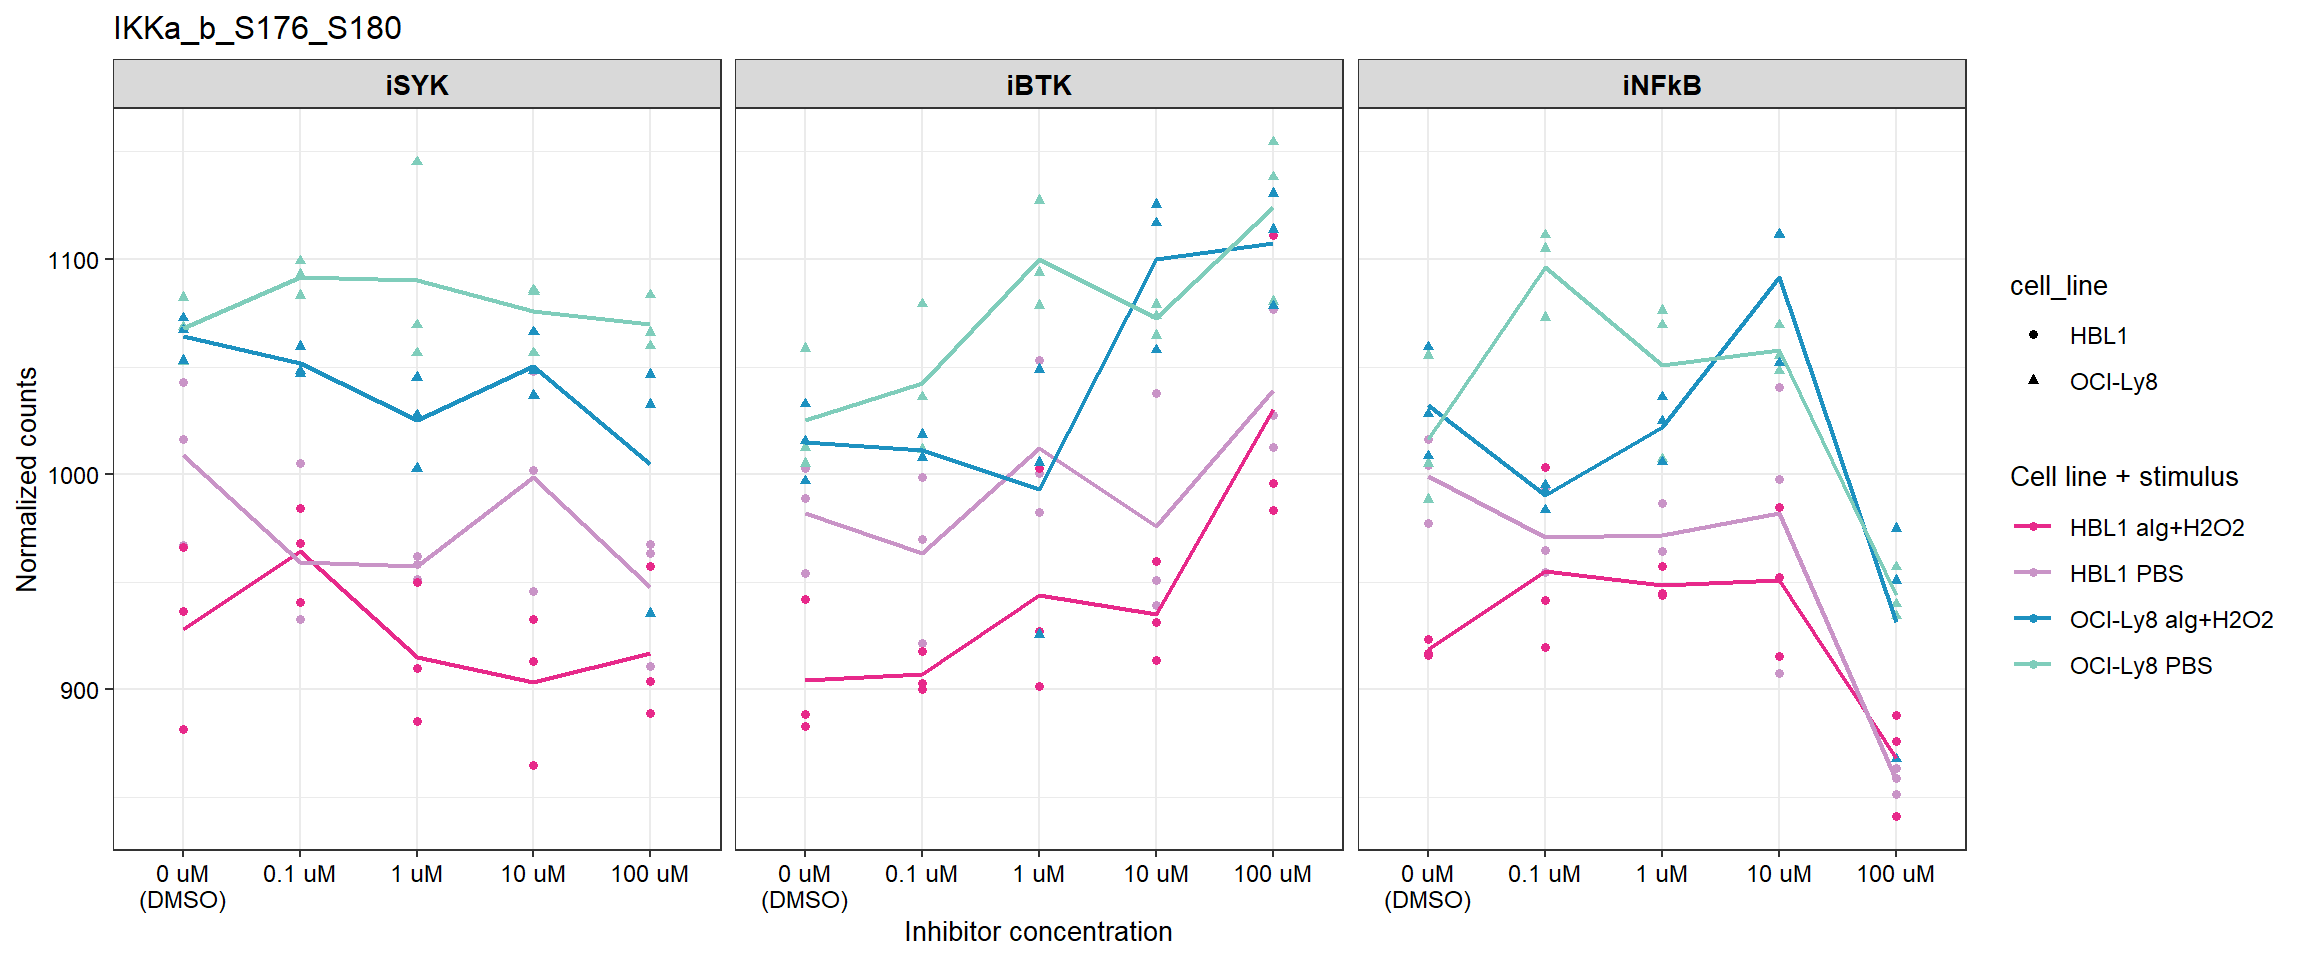 IKKa_b_S176_S180
iSYK
iBTK
iNFkB
Normalized counts
1100
1000
900
0 uM
(DMSO)
0.1 uM
1 uM
10 uM
100 uM
0 uM
(DMSO)
0.1 uM
1 uM
10 uM
100 uM
0 uM
(DMSO)
0.1 uM
1 uM
10 uM
100 uM
Inhibitor concentration
cell_line
HBL1
OCI-Ly8
Cell line + stimulus
HBL1 aIg+H2O2
HBL1 PBS
OCI-Ly8 aIg+H2O2
OCI-Ly8 PBS